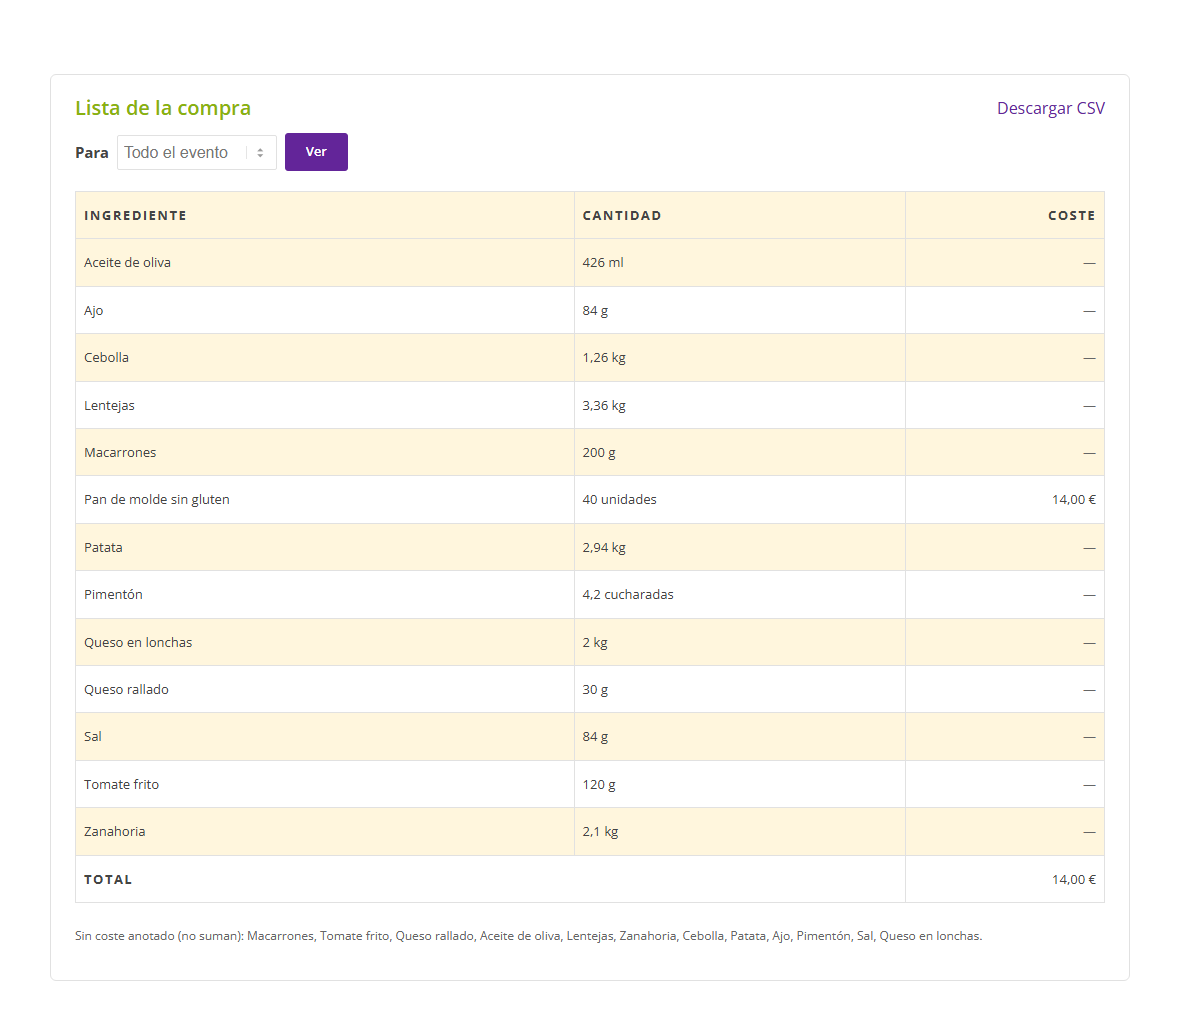 Lista de la compra
Descargar CSV
Para Todo el evento Ver
INGREDIENTE CANTIDAD COSTE
Aceite de oliva 426 ml —
Ajo 84 g —
Cebolla 1,26 kg —
Lentejas 3,36 kg —
Macarrones 200 g —
Pan de molde sin gluten 40 unidades 14,00 €
Patata 2,94 kg —
Pimentón 4,2 cucharadas —
Queso en lonchas 2 kg —
Queso rallado 30 g —
Sal 84 g —
Tomate frito 120 g —
Zanahoria 2,1 kg —
TOTAL 14,00 €
Sin coste anotado (no suman): Macarrones, Tomate frito, Queso rallado, Aceite de oliva, Lentejas, Zanahoria, Cebolla, Patata, Ajo, Pimentón, Sal, Queso en lonchas.